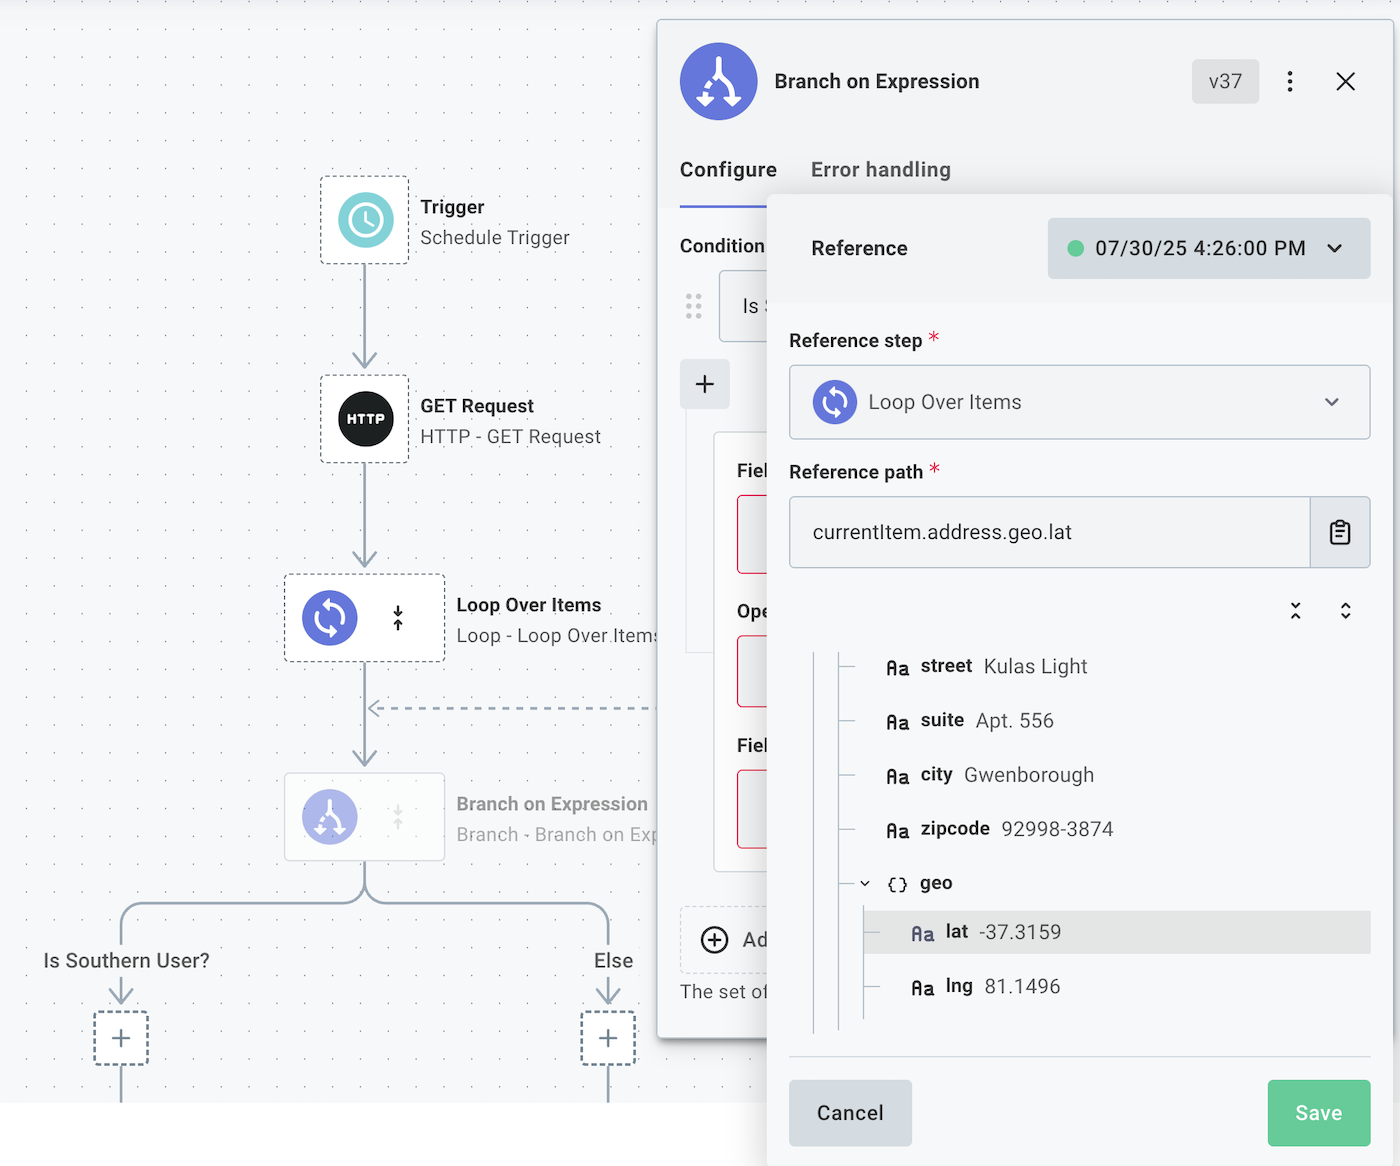 Trigger
Schedule Trigger
HTTP
GET Request
HTTP - GET Request
Loop Over Items
Loop - Loop Over Items
Branch on Expression
Branch - Branch on Exp
Is Southern User?
Else
Branch on Expression
v37
Configure
Error handling
Condition
Is
Ad
The set of
Reference
07/30/25 4:26:00 PM
Reference step *
Loop Over Items
Reference path *
currentItem.address.geo.lat
Aa street Kulas Light
Aa suite Apt. 556
Aa city Gwenborough
Aa zipcode 92998-3874
{} geo
Aa lat -37.3159
Aa lng 81.1496
Cancel
Save